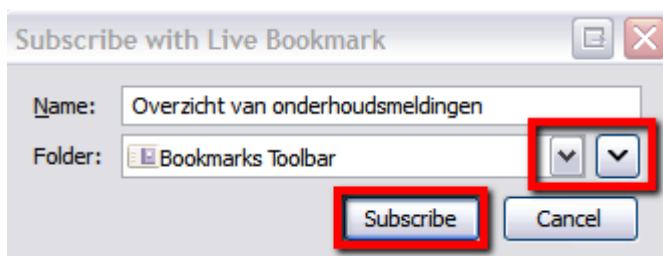 Subscribe with Live Bookmark
Name: Overzicht van onderhoudsmeldingen
Folder: Bookmarks Toolbar
Subscribe Cancel